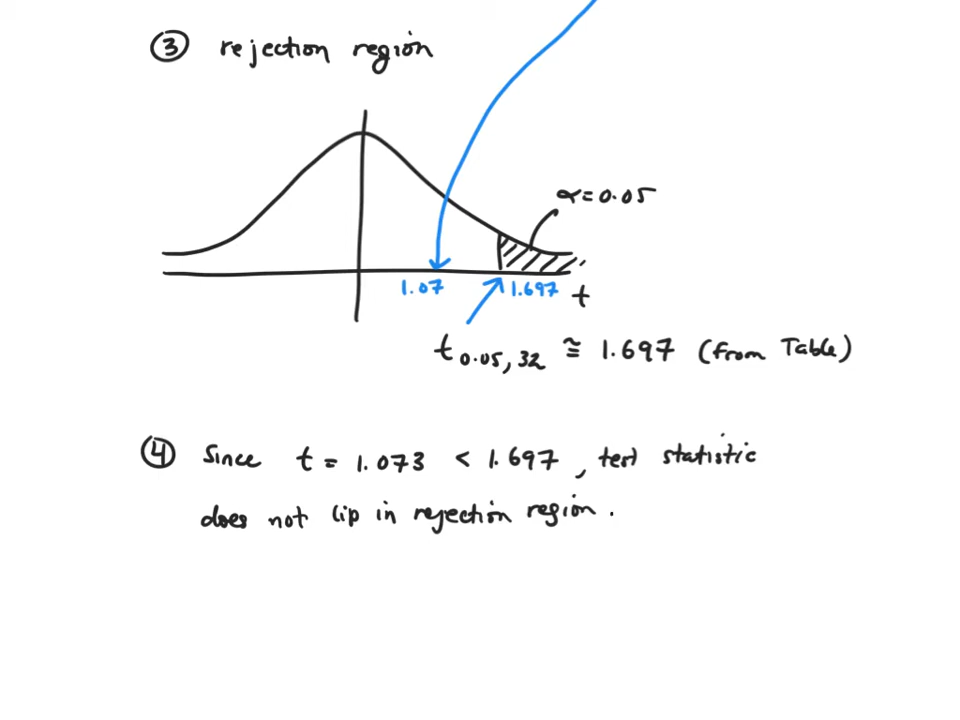 ③ rejection region
α=0.05
1.07 1.697 t
t0.05,32 ≅ 1.697 (From Table)
④ Since t = 1.073 < 1.697, test statistic
does not lip in rejection region.